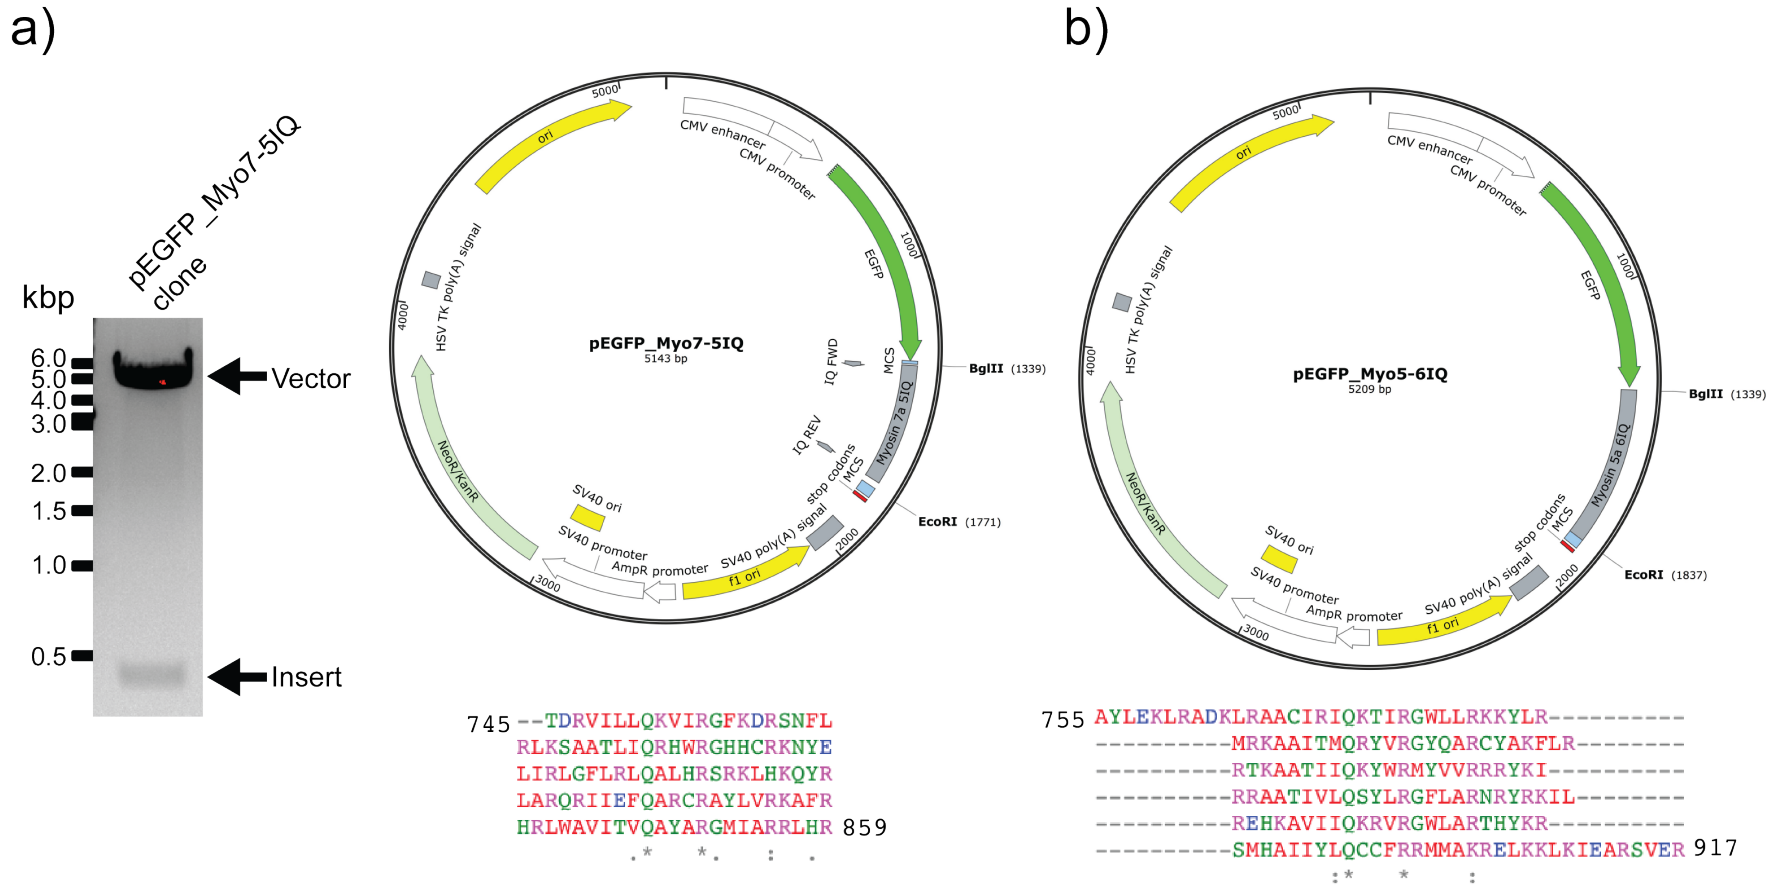 a)
pEGFP_Myo7-5IQ
clone
kbp
6.0
5.0
4.0
3.0
2.0
1.5
1.0
0.5
Vector
Insert
5000
ori
CMV enhancer
CMV promoter
1000
EGFP
HSV TK poly(A) signal
4000
pEGFP_Myo7-5IQ
5143 bp
IQ FWD
MCS
BglII (1339)
Myosin 7a 5IQ
IQ REV
stop codons
MCS
EcoRI (1771)
NeoR/KanR
SV40 ori
SV40 promoter
AmpR promoter
SV40 poly(A) signal
f1 ori
2000
3000
745 --TDRVILLQKVIRGFKDRSNFL
RLKSAATLIQRHWRGHHCRKNYE
LIRLGFLRLQALHRSRKLHKQYR
LARQRIIEFQARCRAYLVRKAFR
HRLWAVITVQAYARGMIARRLHR 859
.* *. : .
b)
5000
ori
CMV enhancer
CMV promoter
1000
EGFP
HSV TK poly(A) signal
4000
pEGFP_Myo5-6IQ
5209 bp
BglII (1339)
Myosin 5a 6IQ
stop codons
MCS
EcoRI (1837)
NeoR/KanR
SV40 ori
SV40 promoter
AmpR promoter
SV40 poly(A) signal
f1 ori
2000
3000
755 AYLEKLRADKLRAACIRIQKTIRGWLLRKKYLR----------
----------MRKAAITMQRYVRGYQARCYAKFLR--------
----------RTKAATIIQKYWRMYVVRRRYKI----------
----------RRAATIVLQSYLRGFLARNRYRKIL--------
----------REHKAVIIQKRVRGWLARTHYKR----------
----------SMHAIIYLQCCFRRMMAKRELKKLKIEARSVER 917
:* * :